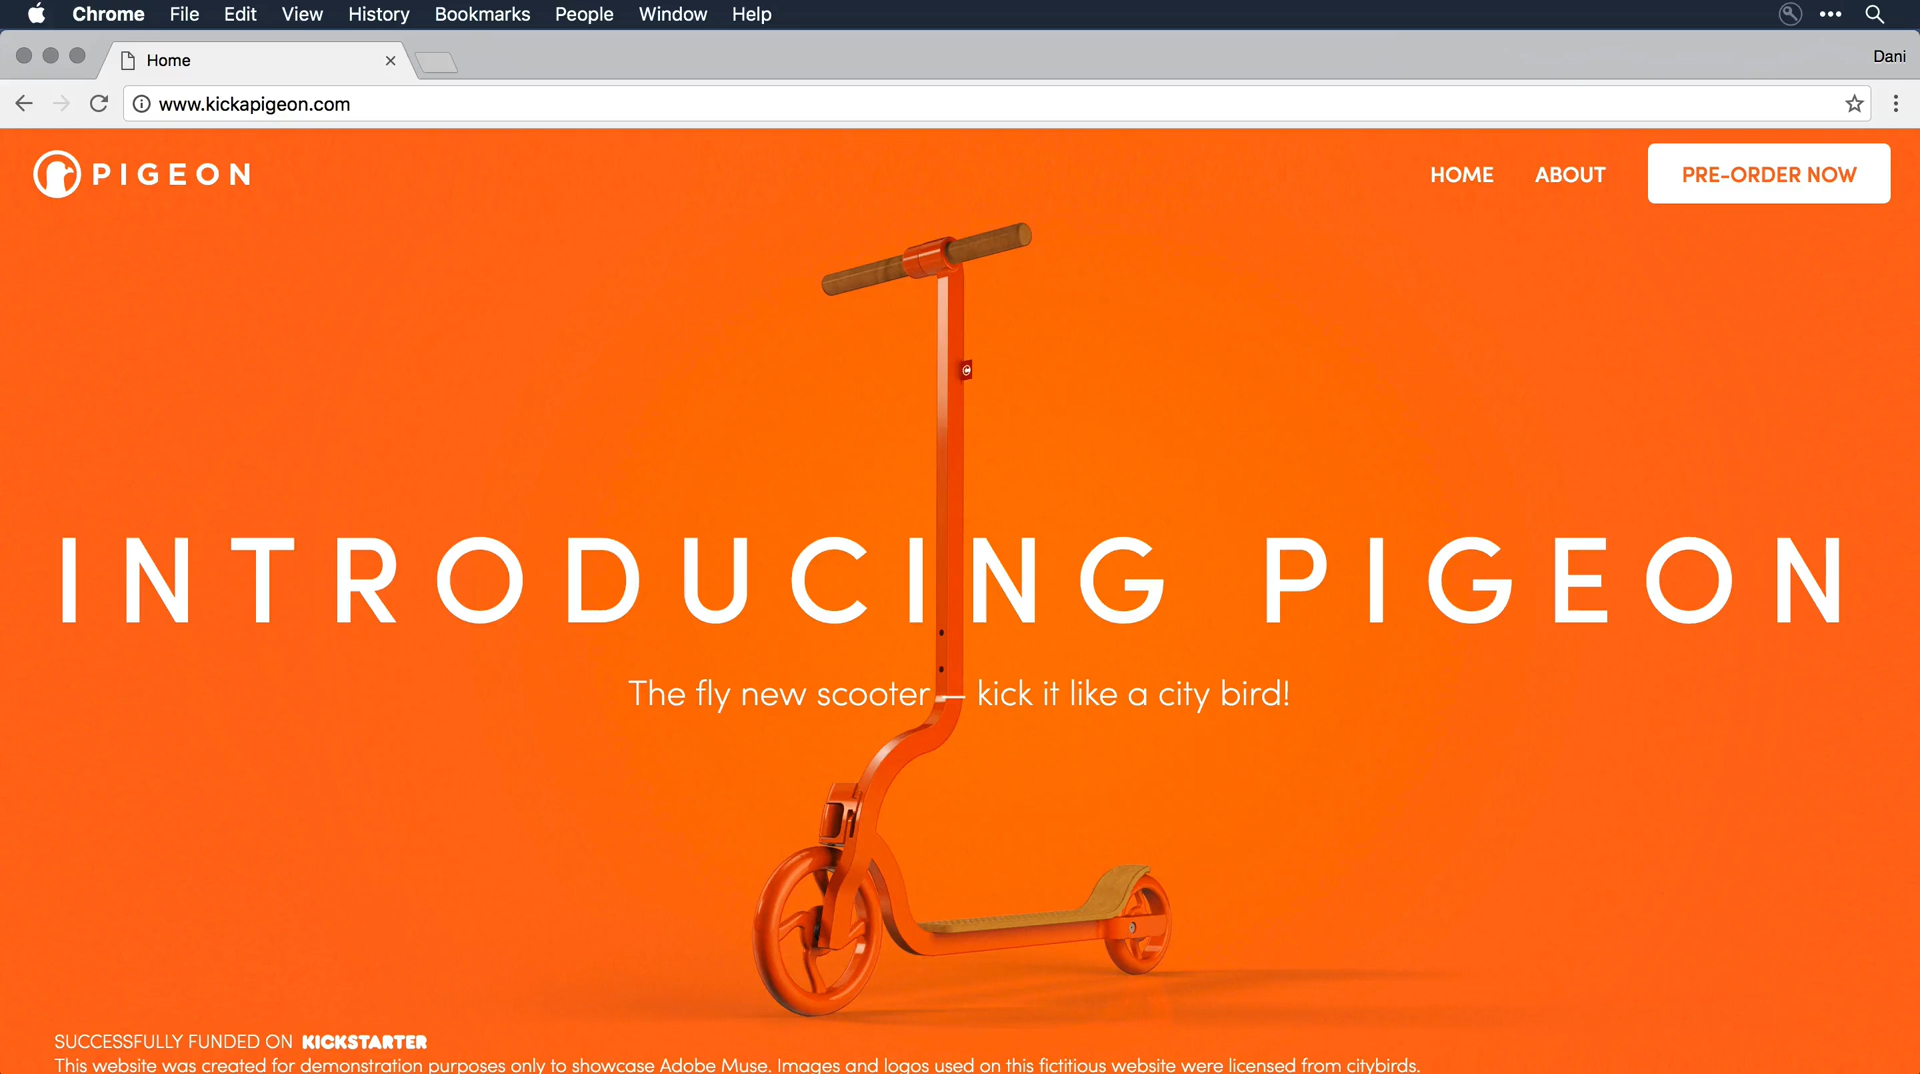 Chrome File Edit View History Bookmarks People Window Help
Home
Dani
www.kickapigeon.com
PIGEON
HOME ABOUT PRE-ORDER NOW
INTRODUCING PIGEON
The fly new scooter — kick it like a city bird!
SUCCESSFULLY FUNDED ON KICKSTARTER
This website was created for demonstration purposes only to showcase Adobe Muse. Images and logos used on this fictitious website were licensed from citybirds.